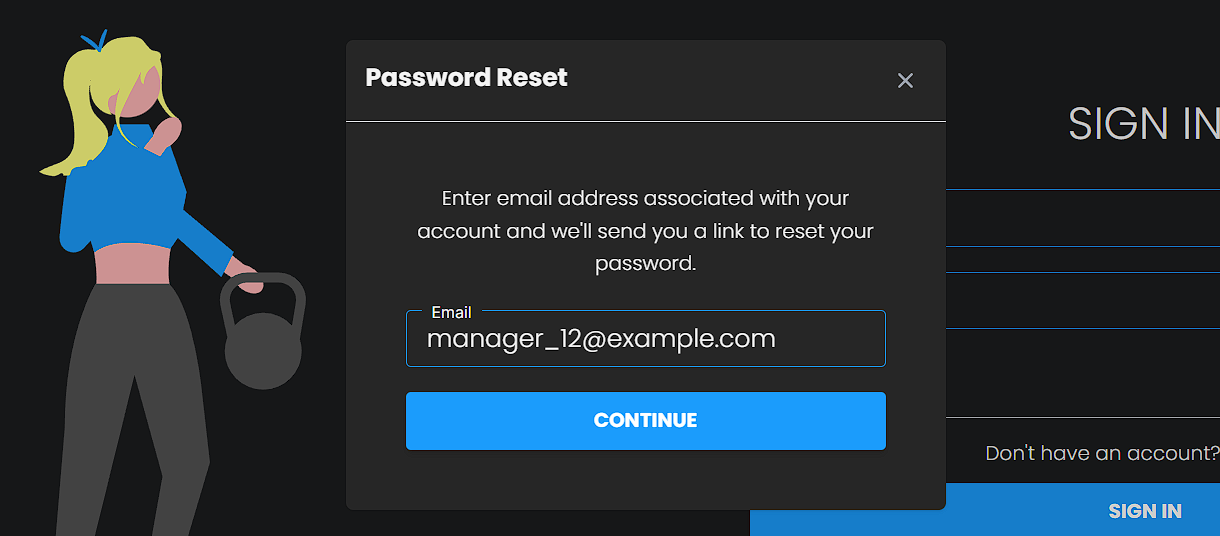 Password Reset
SIGN IN
Enter email address associated with your
account and we'll send you a link to reset your
password.
Email
manager_12@example.com
CONTINUE
Don't have an account?
SIGN IN